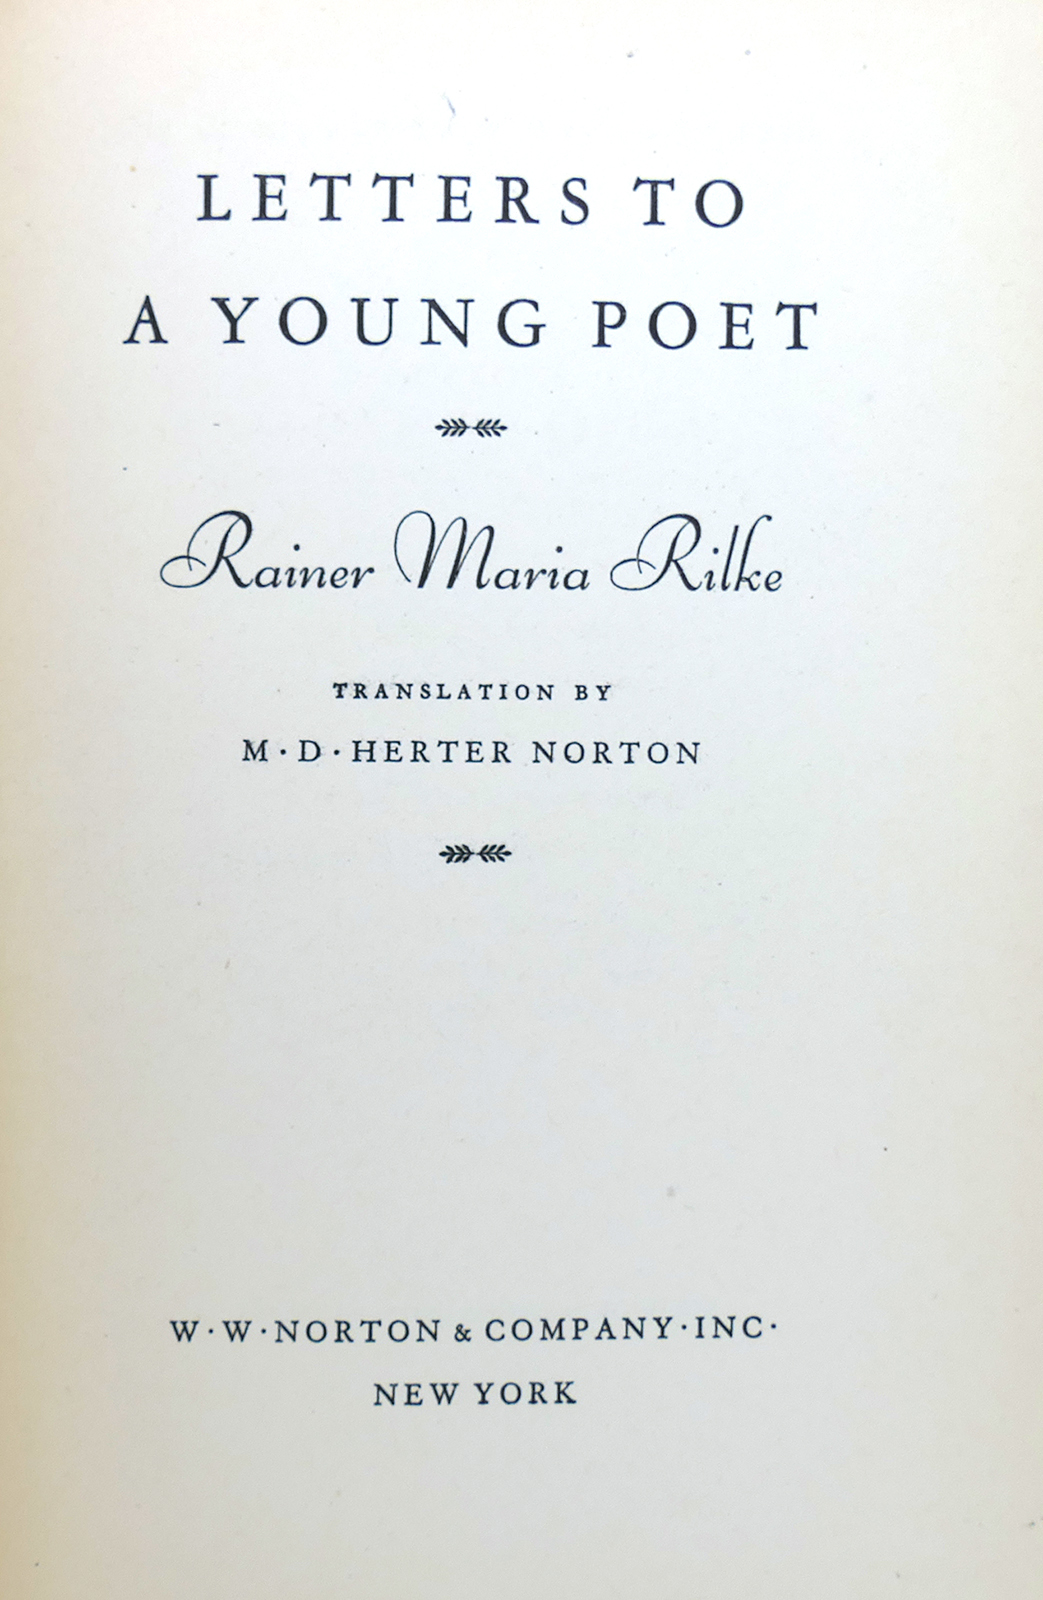 LETTERS TO
A YOUNG POET
Rainer Maria Rilke
TRANSLATION BY
M·D·HERTER NORTON
W·W·NORTON & COMPANY·INC·
NEW YORK